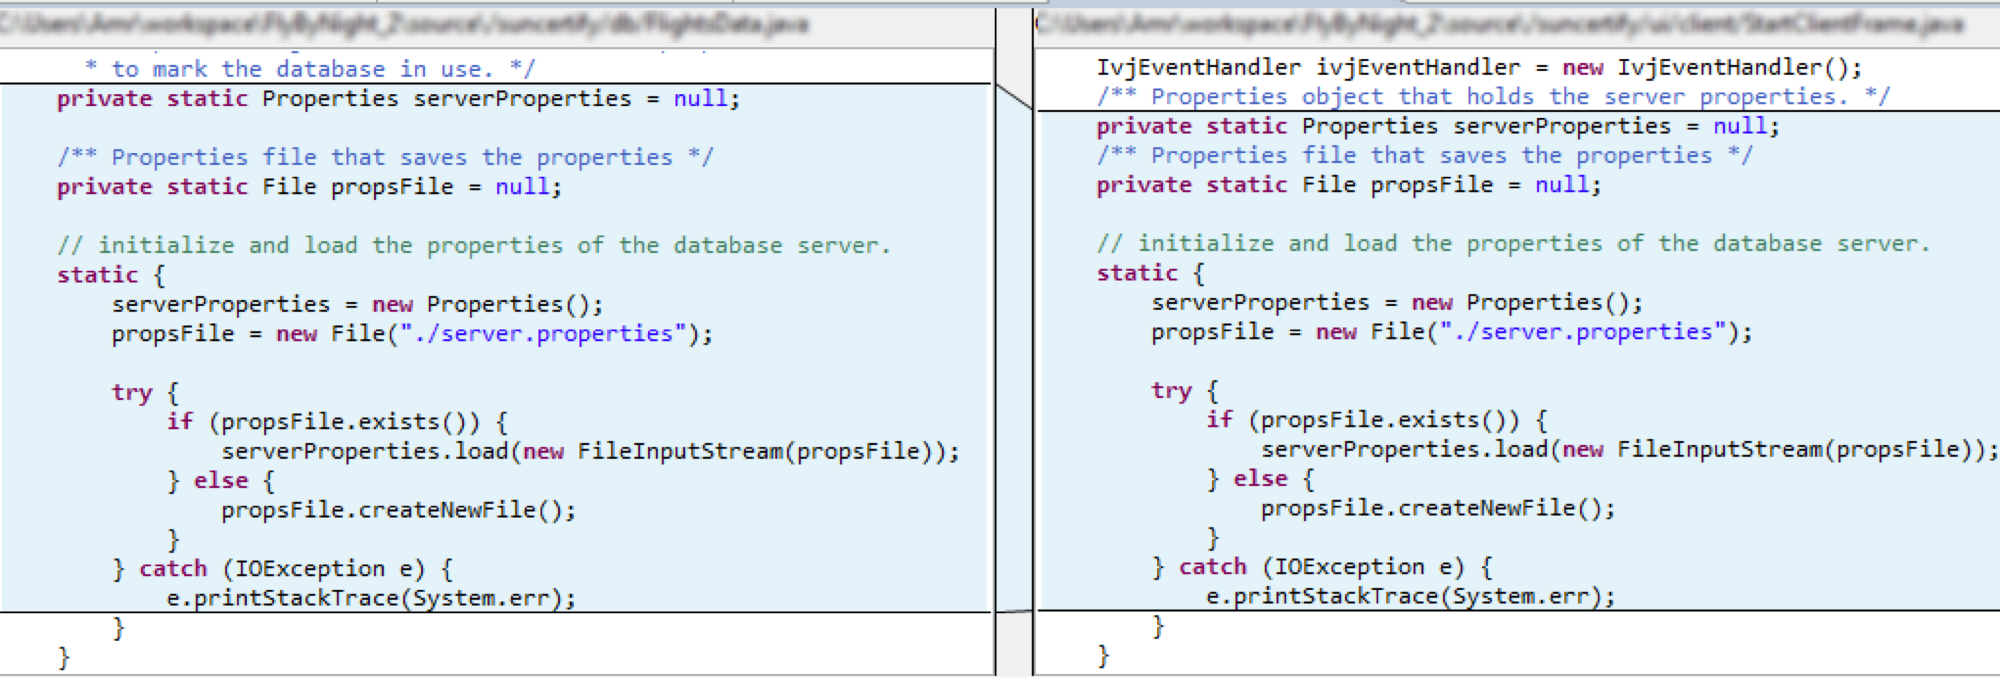 C:\Users\Amr\workspace\FlyByNight_2\source\/suncertify/db/FlightsData.java
* to mark the database in use. */
private static Properties serverProperties = null;
/** Properties file that saves the properties */
private static File propsFile = null;
// initialize and load the properties of the database server.
static {
serverProperties = new Properties();
propsFile = new File("./server.properties");
try {
if (propsFile.exists()) {
serverProperties.load(new FileInputStream(propsFile));
} else {
propsFile.createNewFile();
}
} catch (IOException e) {
e.printStackTrace(System.err);
}
}
C:\Users\Amr\workspace\FlyByNight_2\source\/suncertify/ui/client/StartClientFrame.java
IvjEventHandler ivjEventHandler = new IvjEventHandler();
/** Properties object that holds the server properties. */
private static Properties serverProperties = null;
/** Properties file that saves the properties */
private static File propsFile = null;
// initialize and load the properties of the database server.
static {
serverProperties = new Properties();
propsFile = new File("./server.properties");
try {
if (propsFile.exists()) {
serverProperties.load(new FileInputStream(propsFile));
} else {
propsFile.createNewFile();
}
} catch (IOException e) {
e.printStackTrace(System.err);
}
}